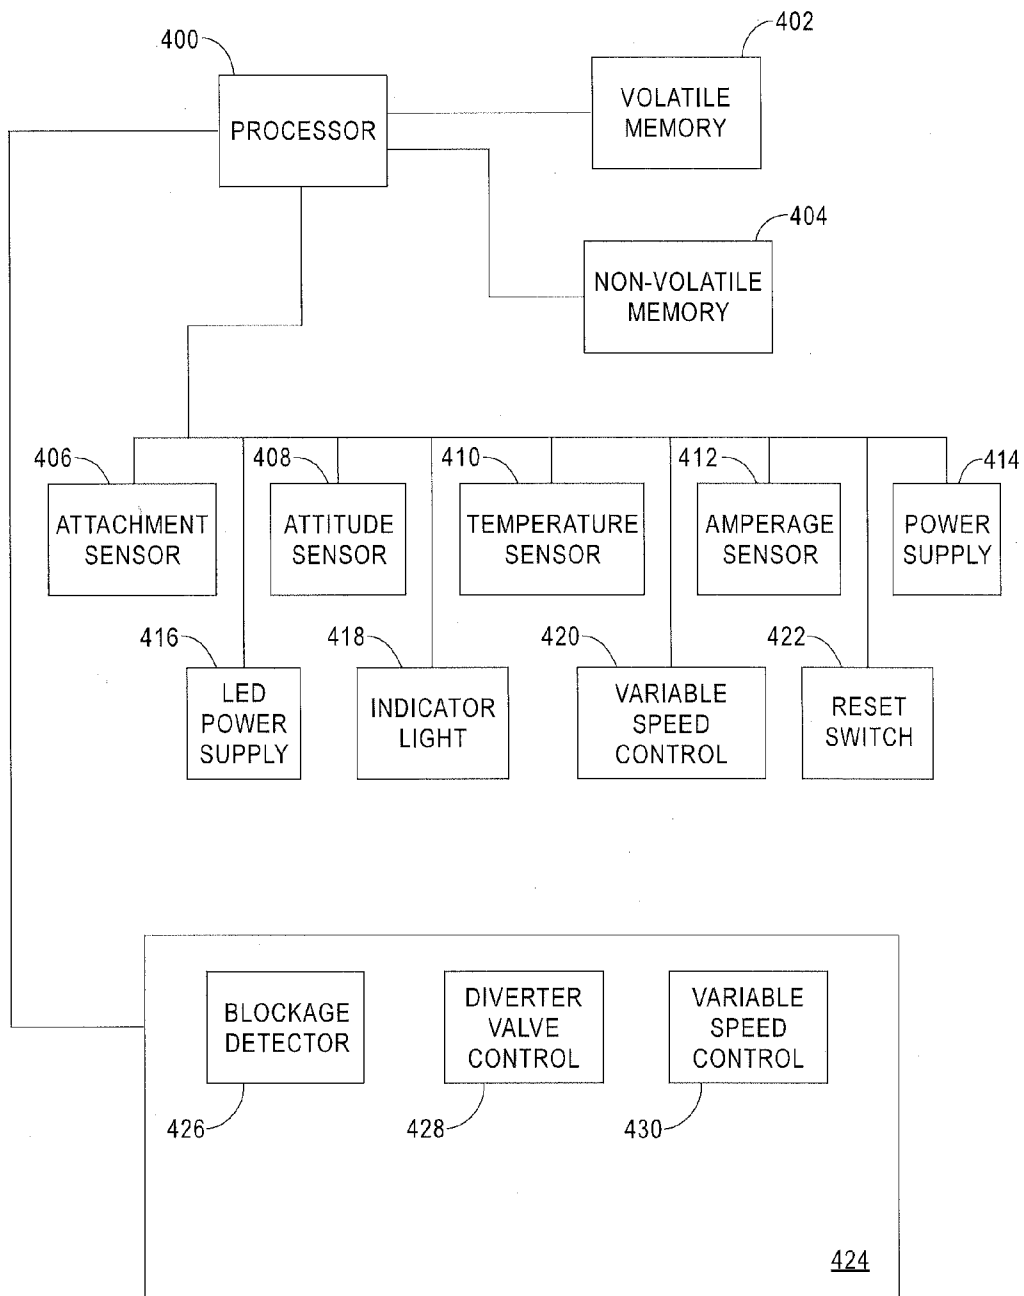 400
PROCESSOR
402
VOLATILE
MEMORY
404
NON-VOLATILE
MEMORY
406
ATTACHMENT
SENSOR
408
ATTITUDE
SENSOR
410
TEMPERATURE
SENSOR
412
AMPERAGE
SENSOR
414
POWER
SUPPLY
416
LED
POWER
SUPPLY
418
INDICATOR
LIGHT
420
VARIABLE
SPEED
CONTROL
422
RESET
SWITCH
BLOCKAGE
DETECTOR
426
DIVERTER
VALVE
CONTROL
428
VARIABLE
SPEED
CONTROL
430
424